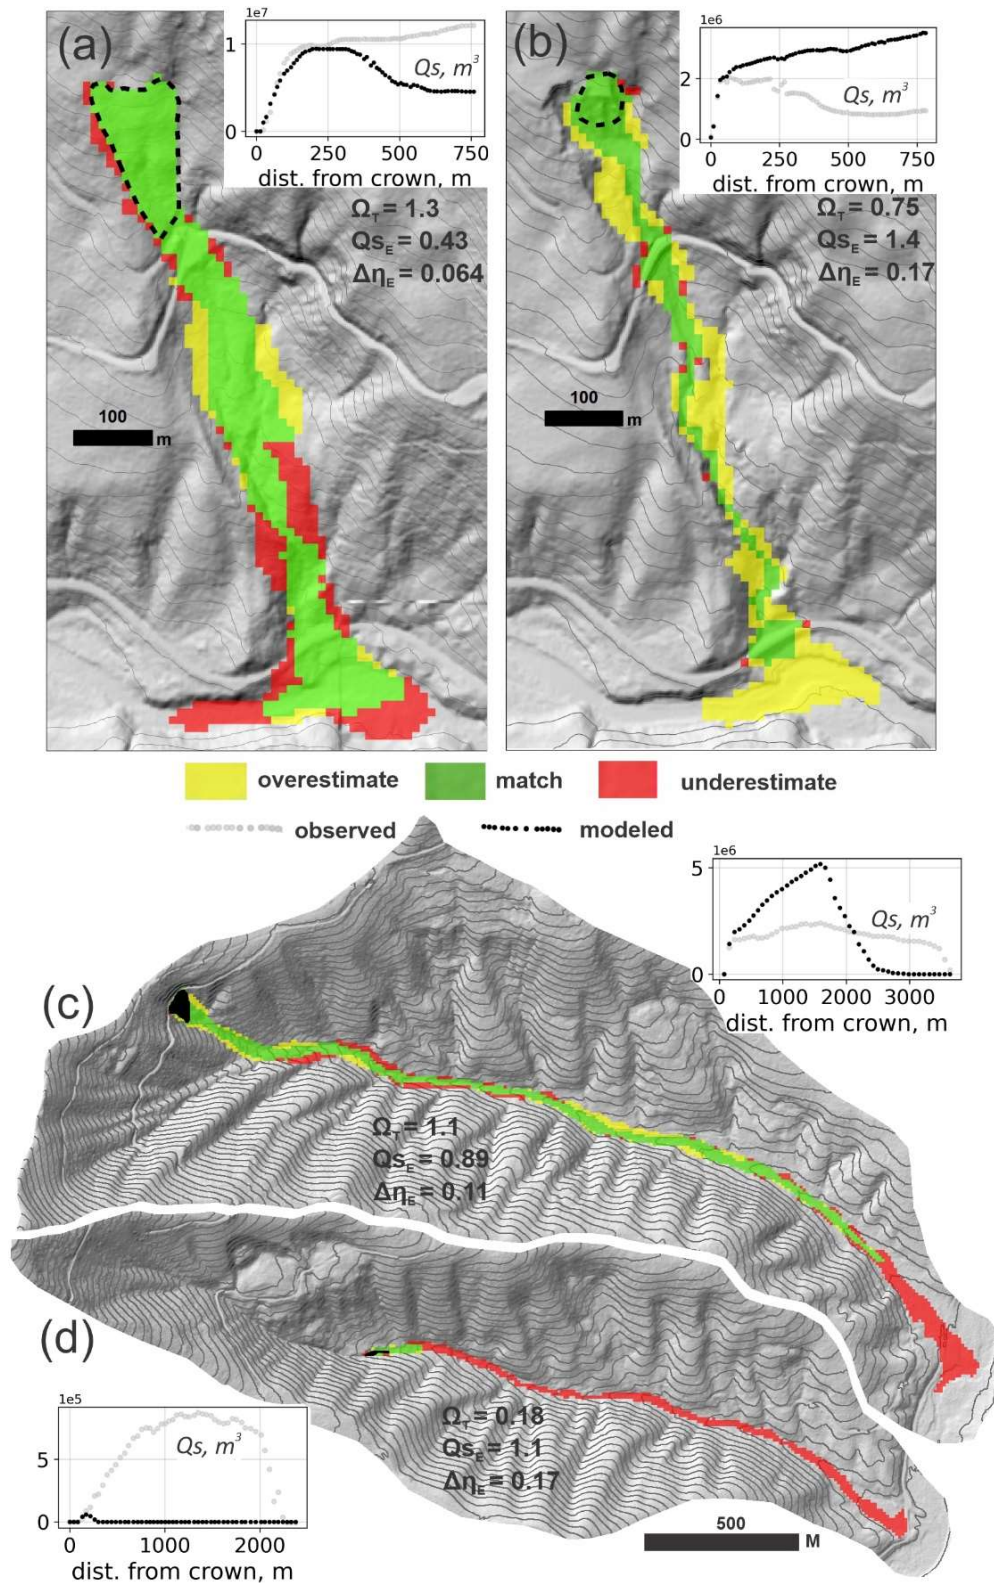 (a)
1e7
1
0
Qs, m³
0 250 500 750
dist. from crown, m
Ω_T = 1.3
Qs_E = 0.43
Δη_E = 0.064
100
m
(b)
1e6
2
0
Qs, m³
0 250 500 750
dist. from crown, m
Ω_T = 0.75
Qs_E = 1.4
Δη_E = 0.17
100
m
overestimate match underestimate
observed modeled
(c)
1e6
5
0
Qs, m³
0 1000 2000 3000
dist. from crown, m
Ω_T = 1.1
Qs_E = 0.89
Δη_E = 0.11
(d)
1e5
5
0
Qs, m³
0 1000 2000
dist. from crown, m
Ω_T = 0.18
Qs_E = 1.1
Δη_E = 0.17
500
M